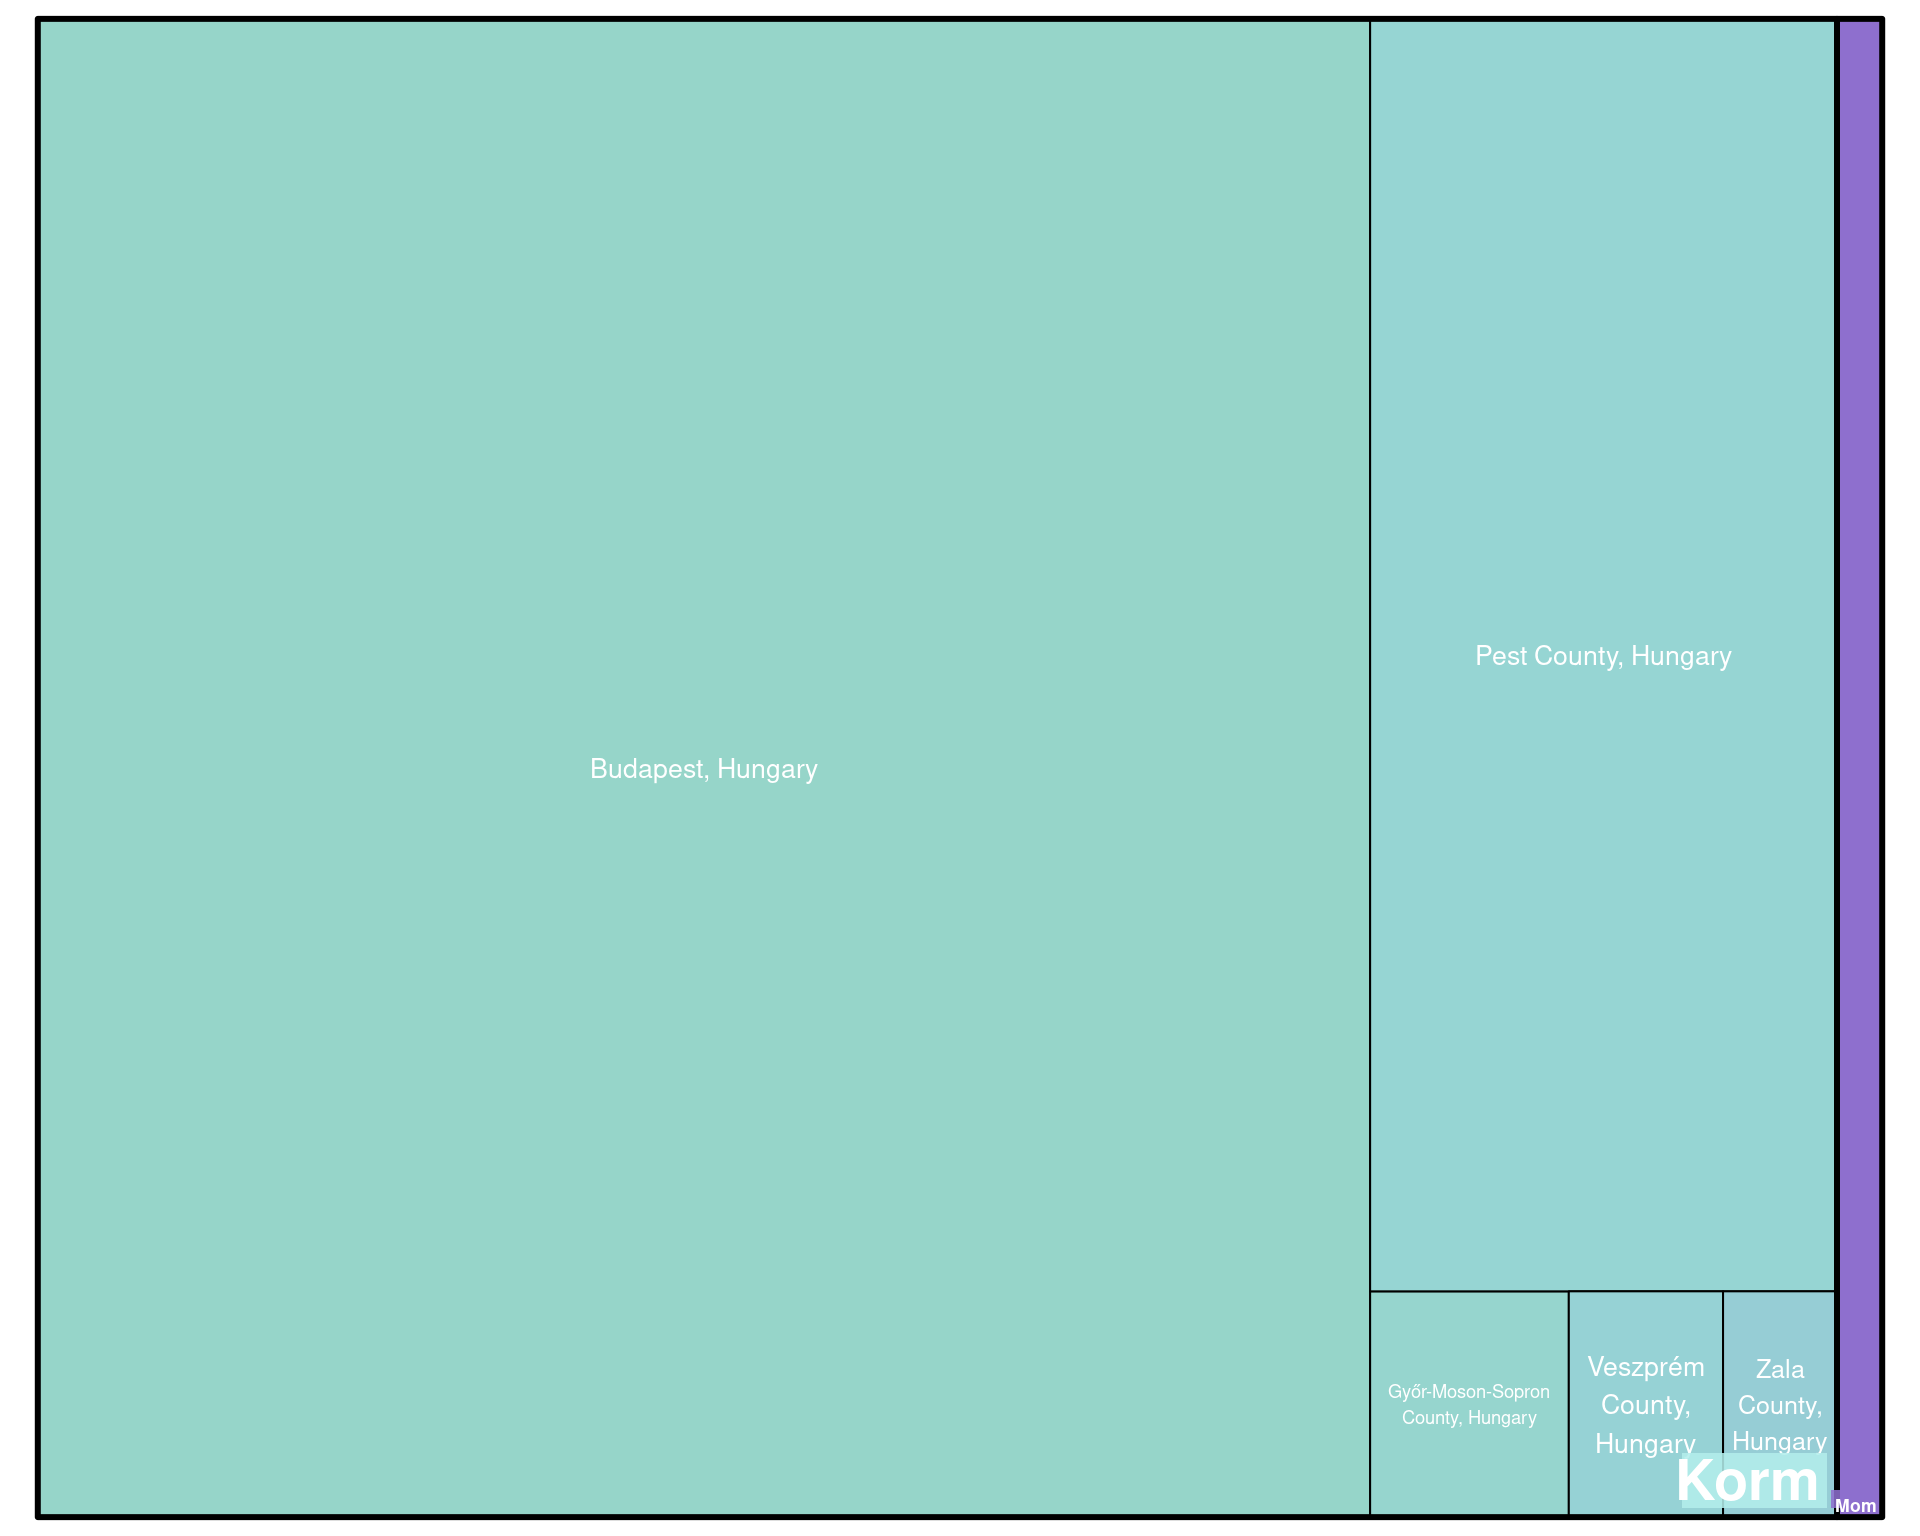 Budapest, Hungary
Pest County, Hungary
Győr-Moson-Sopron
County, Hungary
Veszprém
County,
Hungary
Zala
County,
Hungary
Korm
Mom